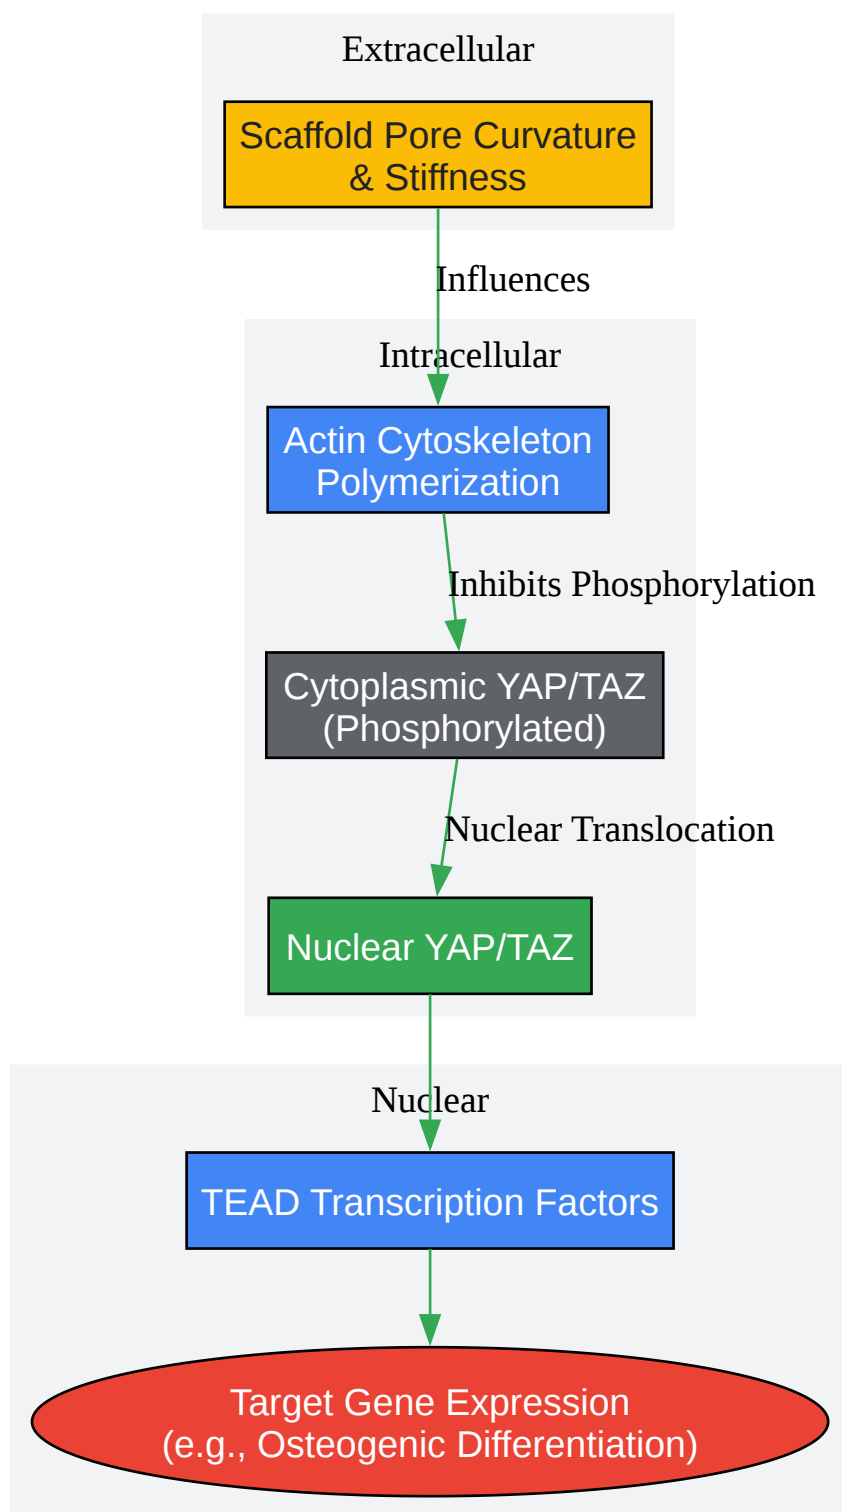 Extracellular
Scaffold Pore Curvature
& Stiffness
Influences
Intracellular
Actin Cytoskeleton
Polymerization
Inhibits Phosphorylation
Cytoplasmic YAP/TAZ
(Phosphorylated)
Nuclear Translocation
Nuclear YAP/TAZ
Nuclear
TEAD Transcription Factors
Target Gene Expression
(e.g., Osteogenic Differentiation)